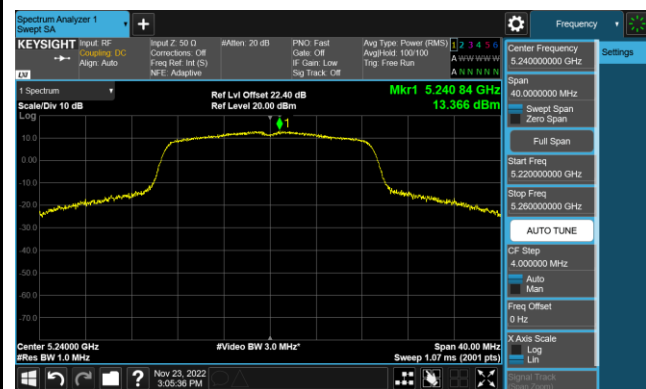 Spectrum Analyzer 1
Swept SA
Frequency
KEYSIGHT
Input: RF
Coupling: DC
Align: Auto
Input Z: 50 Ω
Corrections: Off
Freq Ref: Int (S)
NFE: Adaptive
#Atten: 20 dB
PNO: Fast
Gate: Off
IF Gain: Low
Sig Track: Off
Avg Type: Power (RMS)
Avg|Hold: 100/100
Trig: Free Run
1 2 3 4 5 6
A W W W W W
A N N N N N
LXI
1 Spectrum
Scale/Div 10 dB
Log
Ref Lvl Offset 22.40 dB
Ref Level 20.00 dBm
Mkr1 5.240 84 GHz
13.366 dBm
1
10.0
0.00
-10.0
-20.0
-30.0
-40.0
-50.0
-60.0
-70.0
Center 5.24000 GHz
#Res BW 1.0 MHz
#Video BW 3.0 MHz*
Span 40.00 MHz
Sweep 1.07 ms (2001 pts)
Nov 23, 2022
3:05:36 PM
Center Frequency
5.240000000 GHz
Span
40.0000000 MHz
Swept Span
Zero Span
Full Span
Start Freq
5.220000000 GHz
Stop Freq
5.260000000 GHz
AUTO TUNE
CF Step
4.000000 MHz
Auto
Man
Freq Offset
0 Hz
X Axis Scale
Log
Lin
Signal Track
(Span Zoom)
Settings